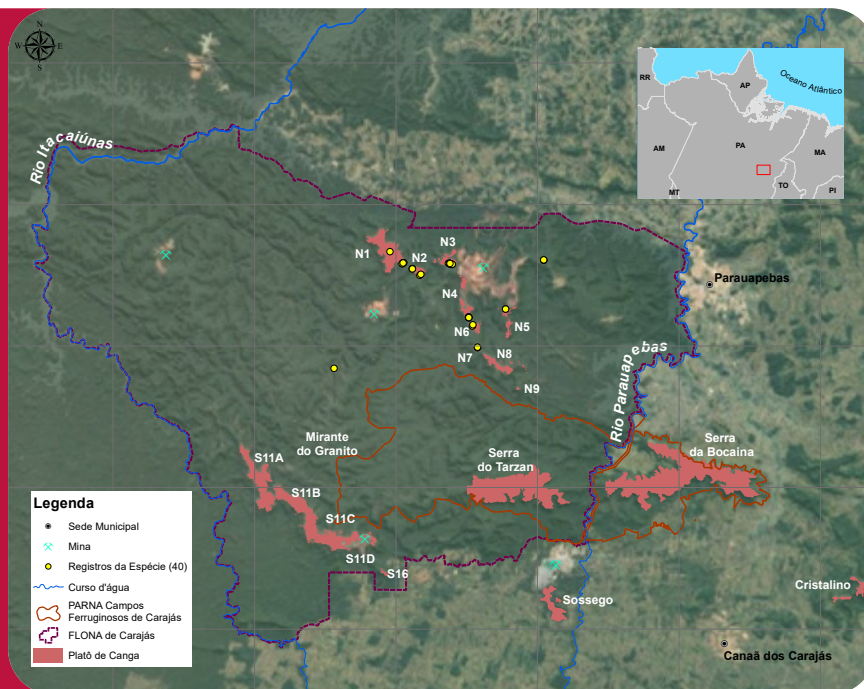 N
W
E
S
RR
AP
Oceano Atlântico
AM
PA
MA
MT
TO
PI
Rio Itacaiúnas
N1
N2
N3
N4
N5
N6
N7
N8
N9
Parauapebas
Rio Parauapebas
Mirante
do Granito
Serra
do Tarzan
Serra
da Bocaina
S11A
S11B
S11C
S11D
S16
Sossego
Cristalino
Canaã dos Carajás
Legenda
Sede Municipal
Mina
Registros da Espécie (40)
Curso d'água
PARNA Campos
Ferruginosos de Carajás
FLONA de Carajás
Platô de Canga